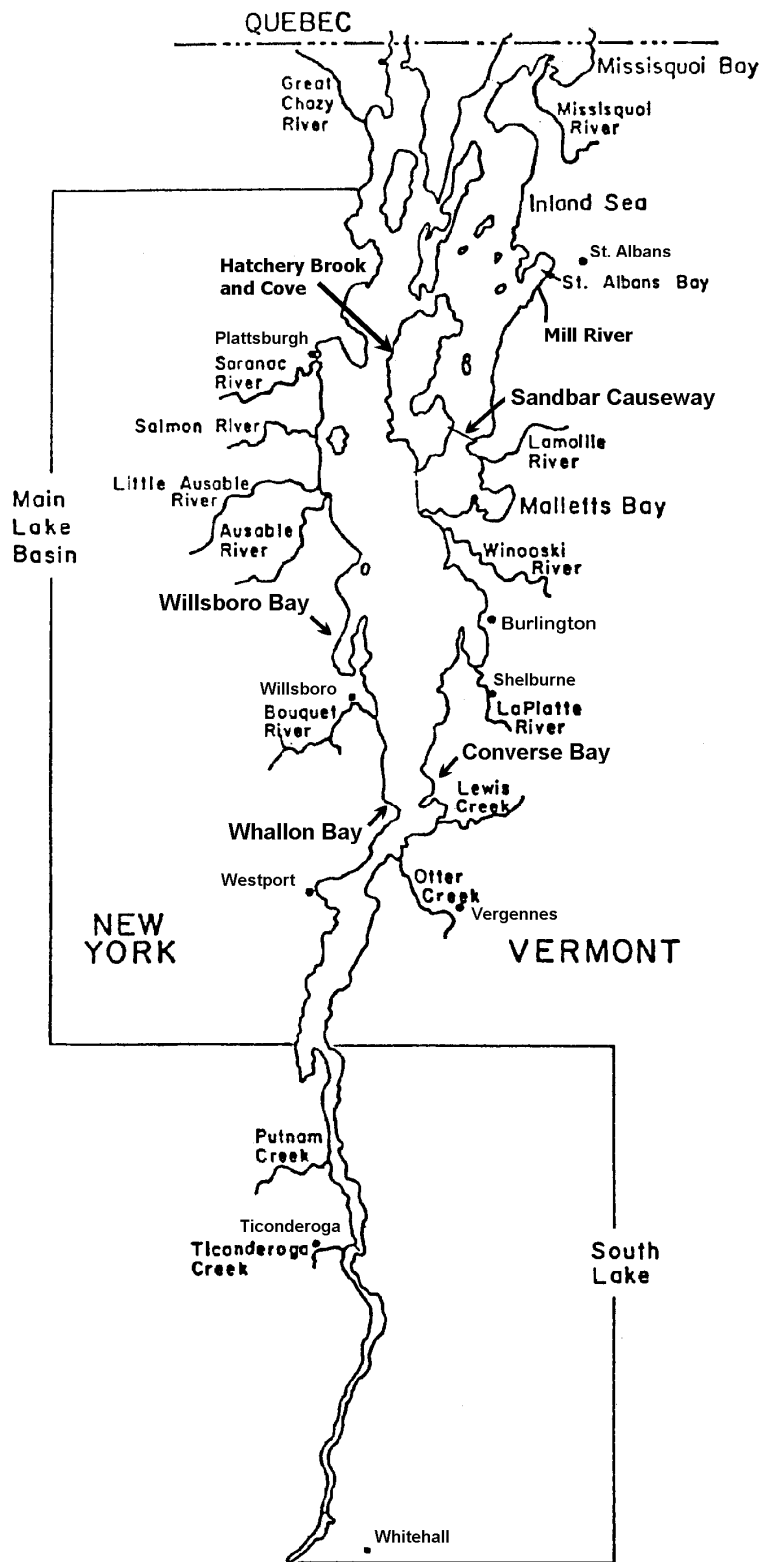 QUEBEC
Missisquoi Bay
Great
Chazy
River
Missisquoi
River
Inland Sea
St. Albans
St. Albans Bay
Hatchery Brook
and Cove
Mill River
Plattsburgh
Saranac
River
Sandbar Causeway
Salmon River
Lamoille
River
Little Ausable
River
Main
Lake
Basin
Malletts Bay
Ausable
River
Winooski
River
Willsboro Bay
Burlington
Shelburne
Willsboro
LaPlatte
River
Bouquet
River
Converse Bay
Lewis
Creek
Whallon Bay
Westport
Otter
Creek
Vergennes
NEW
YORK
VERMONT
Putnam
Creek
Ticonderoga
Ticonderoga
Creek
South
Lake
Whitehall